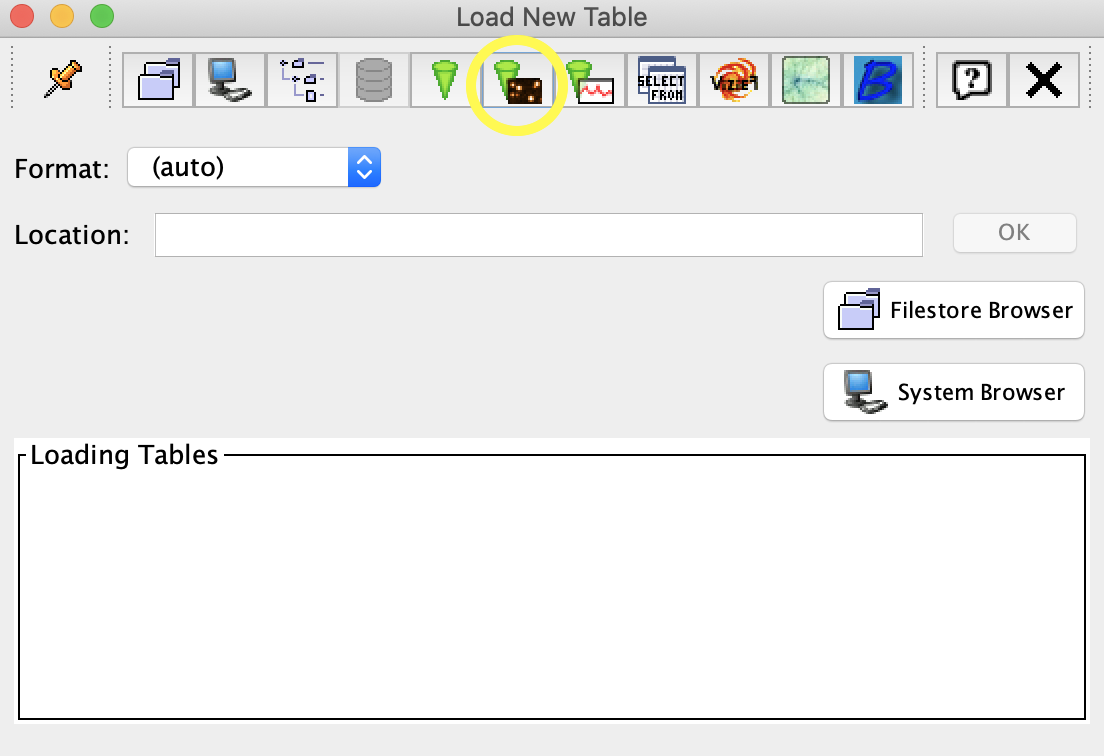 Load New Table
SELECT
FROM
VizieR
?
B
Format: (auto)
Location:
OK
Filestore Browser
System Browser
Loading Tables